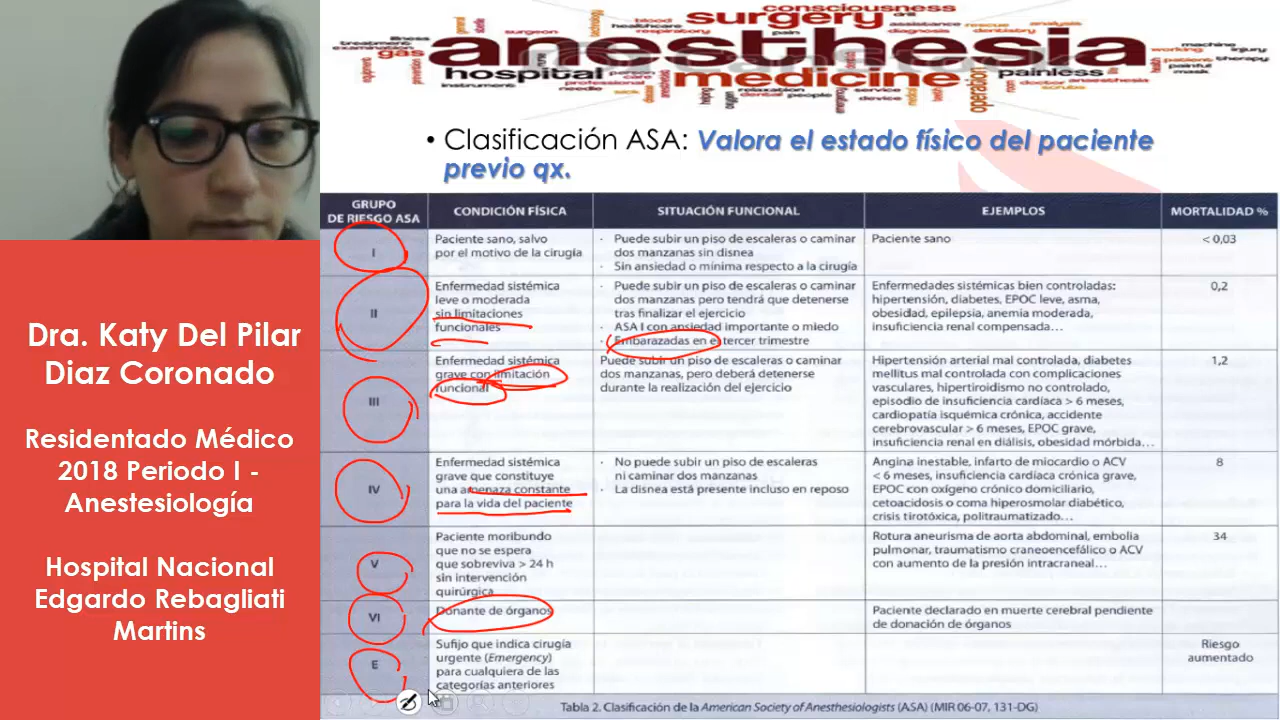 consciousness
surgery
anesthesia
gas
hospital
medicine
painless
operation
• Clasificación ASA: Valora el estado físico del paciente
previo qx.
GRUPO
DE RIESGO ASA
CONDICIÓN FÍSICA
SITUACIÓN FUNCIONAL
EJEMPLOS
MORTALIDAD %
I
Paciente sano, salvo
por el motivo de la cirugía
· Puede subir un piso de escaleras o caminar
dos manzanas sin disnea
· Sin ansiedad o mínima respecto a la cirugía
Paciente sano
< 0,03
II
Enfermedad sistémica
leve o moderada
sin limitaciones
funcionales
· Puede subir un piso de escaleras o caminar
dos manzanas pero tendrá que detenerse
tras finalizar el ejercicio
· ASA I con ansiedad importante o miedo
· Embarazadas en el tercer trimestre
Enfermedades sistémicas bien controladas:
hipertensión, diabetes, EPOC leve, asma,
obesidad, epilepsia, anemia moderada,
insuficiencia renal compensada...
0,2
III
Enfermedad sistémica
grave con limitación
funcional
Puede subir un piso de escaleras o caminar
dos manzanas, pero deberá detenerse
durante la realización del ejercicio
Hipertensión arterial mal controlada, diabetes
mellitus mal controlada con complicaciones
vasculares, hipertiroidismo no controlado,
episodio de insuficiencia cardíaca > 6 meses,
cardiopatía isquémica crónica, accidente
cerebrovascular > 6 meses, EPOC grave,
insuficiencia renal en diálisis, obesidad mórbida...
1,2
IV
Enfermedad sistémica
grave que constituye
una amenaza constante
para la vida del paciente
· No puede subir un piso de escaleras
ni caminar dos manzanas
· La disnea está presente incluso en reposo
Angina inestable, infarto de miocardio o ACV
< 6 meses, insuficiencia cardíaca crónica grave,
EPOC con oxígeno crónico domiciliario,
cetoacidosis o coma hiperosmolar diabético,
crisis tirotóxica, politraumatizado...
8
V
Paciente moribundo
que no se espera
que sobreviva > 24 h
sin intervención
quirúrgica
Rotura aneurisma de aorta abdominal, embolia
pulmonar, traumatismo craneoencefálico o ACV
con aumento de la presión intracraneal...
34
VI
Donante de órganos
Paciente declarado en muerte cerebral pendiente
de donación de órganos
E
Sufijo que indica cirugía
urgente (Emergency)
para cualquiera de las
categorías anteriores
Riesgo
aumentado
Tabla 2. Clasificación de la American Society of Anesthesiologists (ASA) (MIR 06-07, 131-DG)
Dra. Katy Del Pilar
Diaz Coronado
Residentado Médico
2018 Periodo I -
Anestesiología
Hospital Nacional
Edgardo Rebagliati
Martins